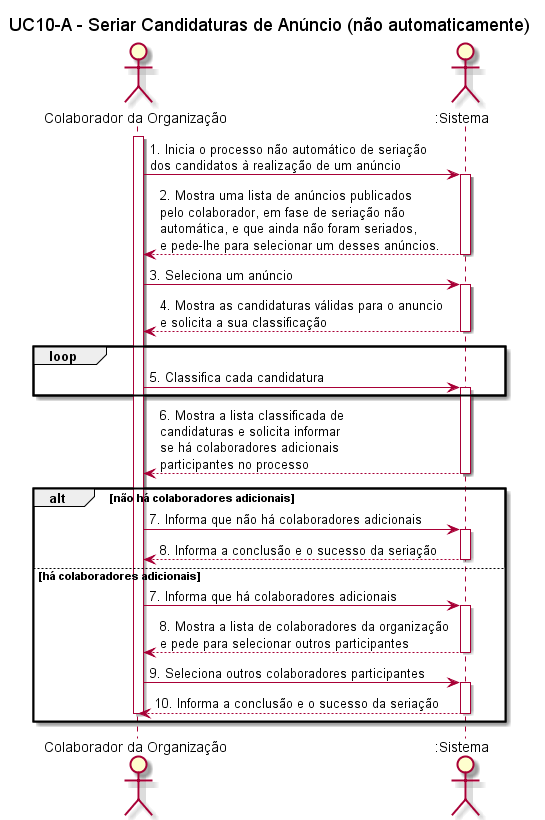 UC10-A - Seriar Candidaturas de Anúncio (não automaticamente)
Colaborador da Organização
:Sistema
1. Inicia o processo não automático de seriação
dos candidatos à realização de um anúncio
2. Mostra uma lista de anúncios publicados
pelo colaborador, em fase de seriação não
automática, e que ainda não foram seriados,
e pede-lhe para selecionar um desses anúncios.
3. Seleciona um anúncio
4. Mostra as candidaturas válidas para o anuncio
e solicita a sua classificação
loop
5. Classifica cada candidatura
6. Mostra a lista classificada de
candidaturas e solicita informar
se há colaboradores adicionais
participantes no processo
alt
[não há colaboradores adicionais]
7. Informa que não há colaboradores adicionais
8. Informa a conclusão e o sucesso da seriação
[há colaboradores adicionais]
7. Informa que há colaboradores adicionais
8. Mostra a lista de colaboradores da organização
e pede para selecionar outros participantes
9. Seleciona outros colaboradores participantes
10. Informa a conclusão e o sucesso da seriação
Colaborador da Organização
:Sistema